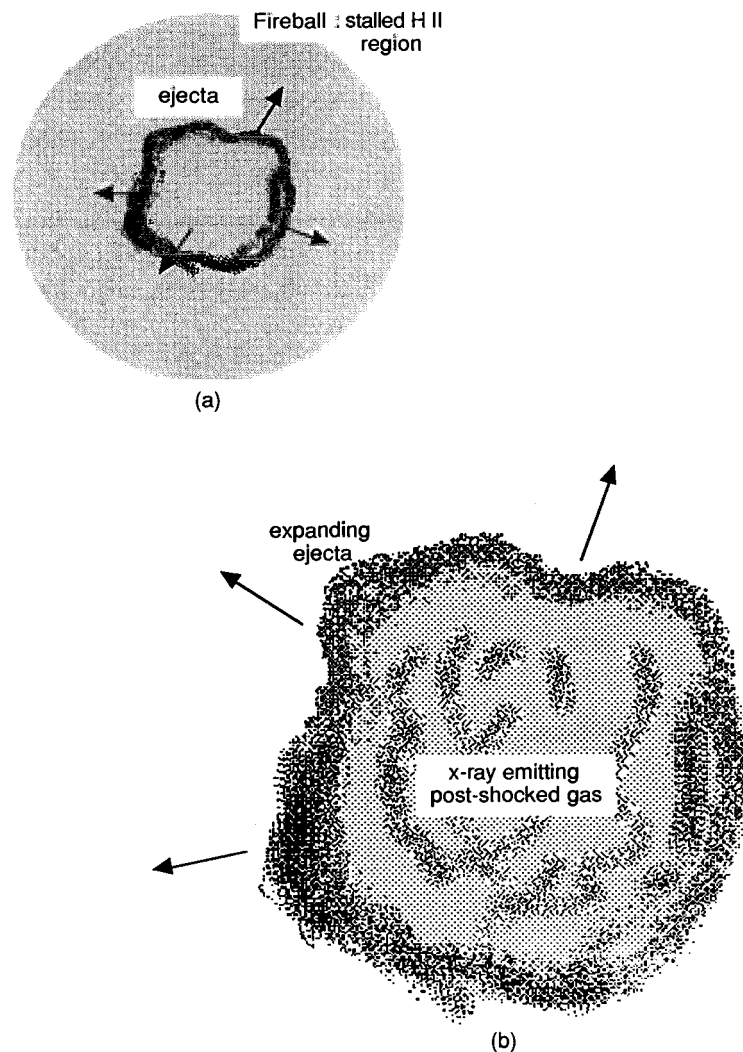 Fireball : stalled H II
region
ejecta
(a)
expanding
ejecta
x-ray emitting
post-shocked gas
(b)